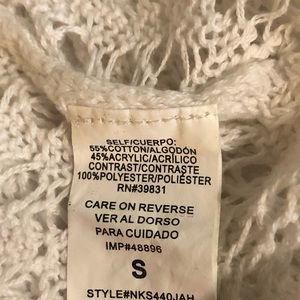 SELF/CUERPO:
55%COTTON/ALGODÓN
45%ACRYLIC/ACRÍLICO
CONTRAST/CONTRASTE
100%POLYESTER/POLIÉSTER
RN#39831
CARE ON REVERSE
VER AL DORSO
PARA CUIDADO
IMP#48896
S
STYLE#NKS440JAH